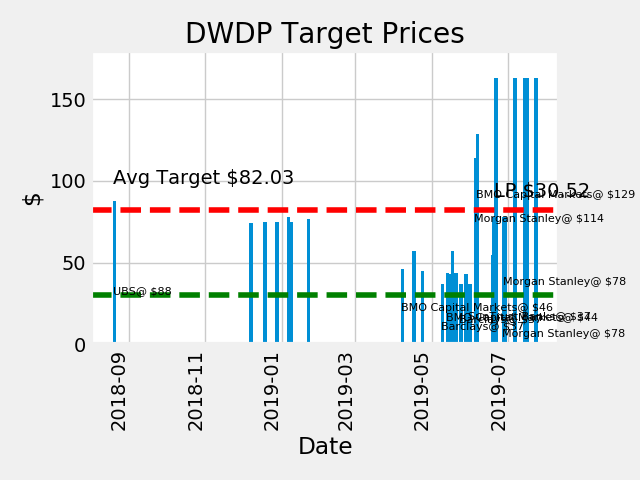 DWDP Target Prices
150
100
50
0
$
Avg Target $82.03
LP $30.52
BMO Capital Markets@ $129
Morgan Stanley@ $114
UBS@ $88
Morgan Stanley@ $78
BMO Capital Markets@ $46
Barclays@ $37
Morgan Stanley@ $78
2018-09
2018-11
2019-01
2019-03
2019-05
2019-07
Date